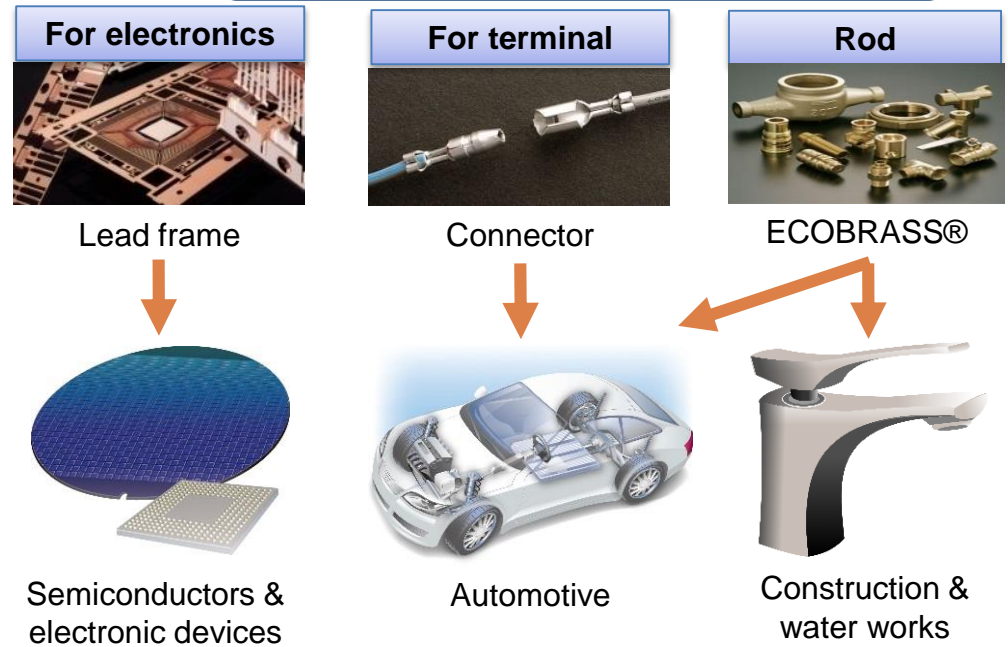 For electronics
For terminal
Rod
Lead frame
Connector
ECOBRASS®
Semiconductors &
electronic devices
Automotive
Construction &
water works